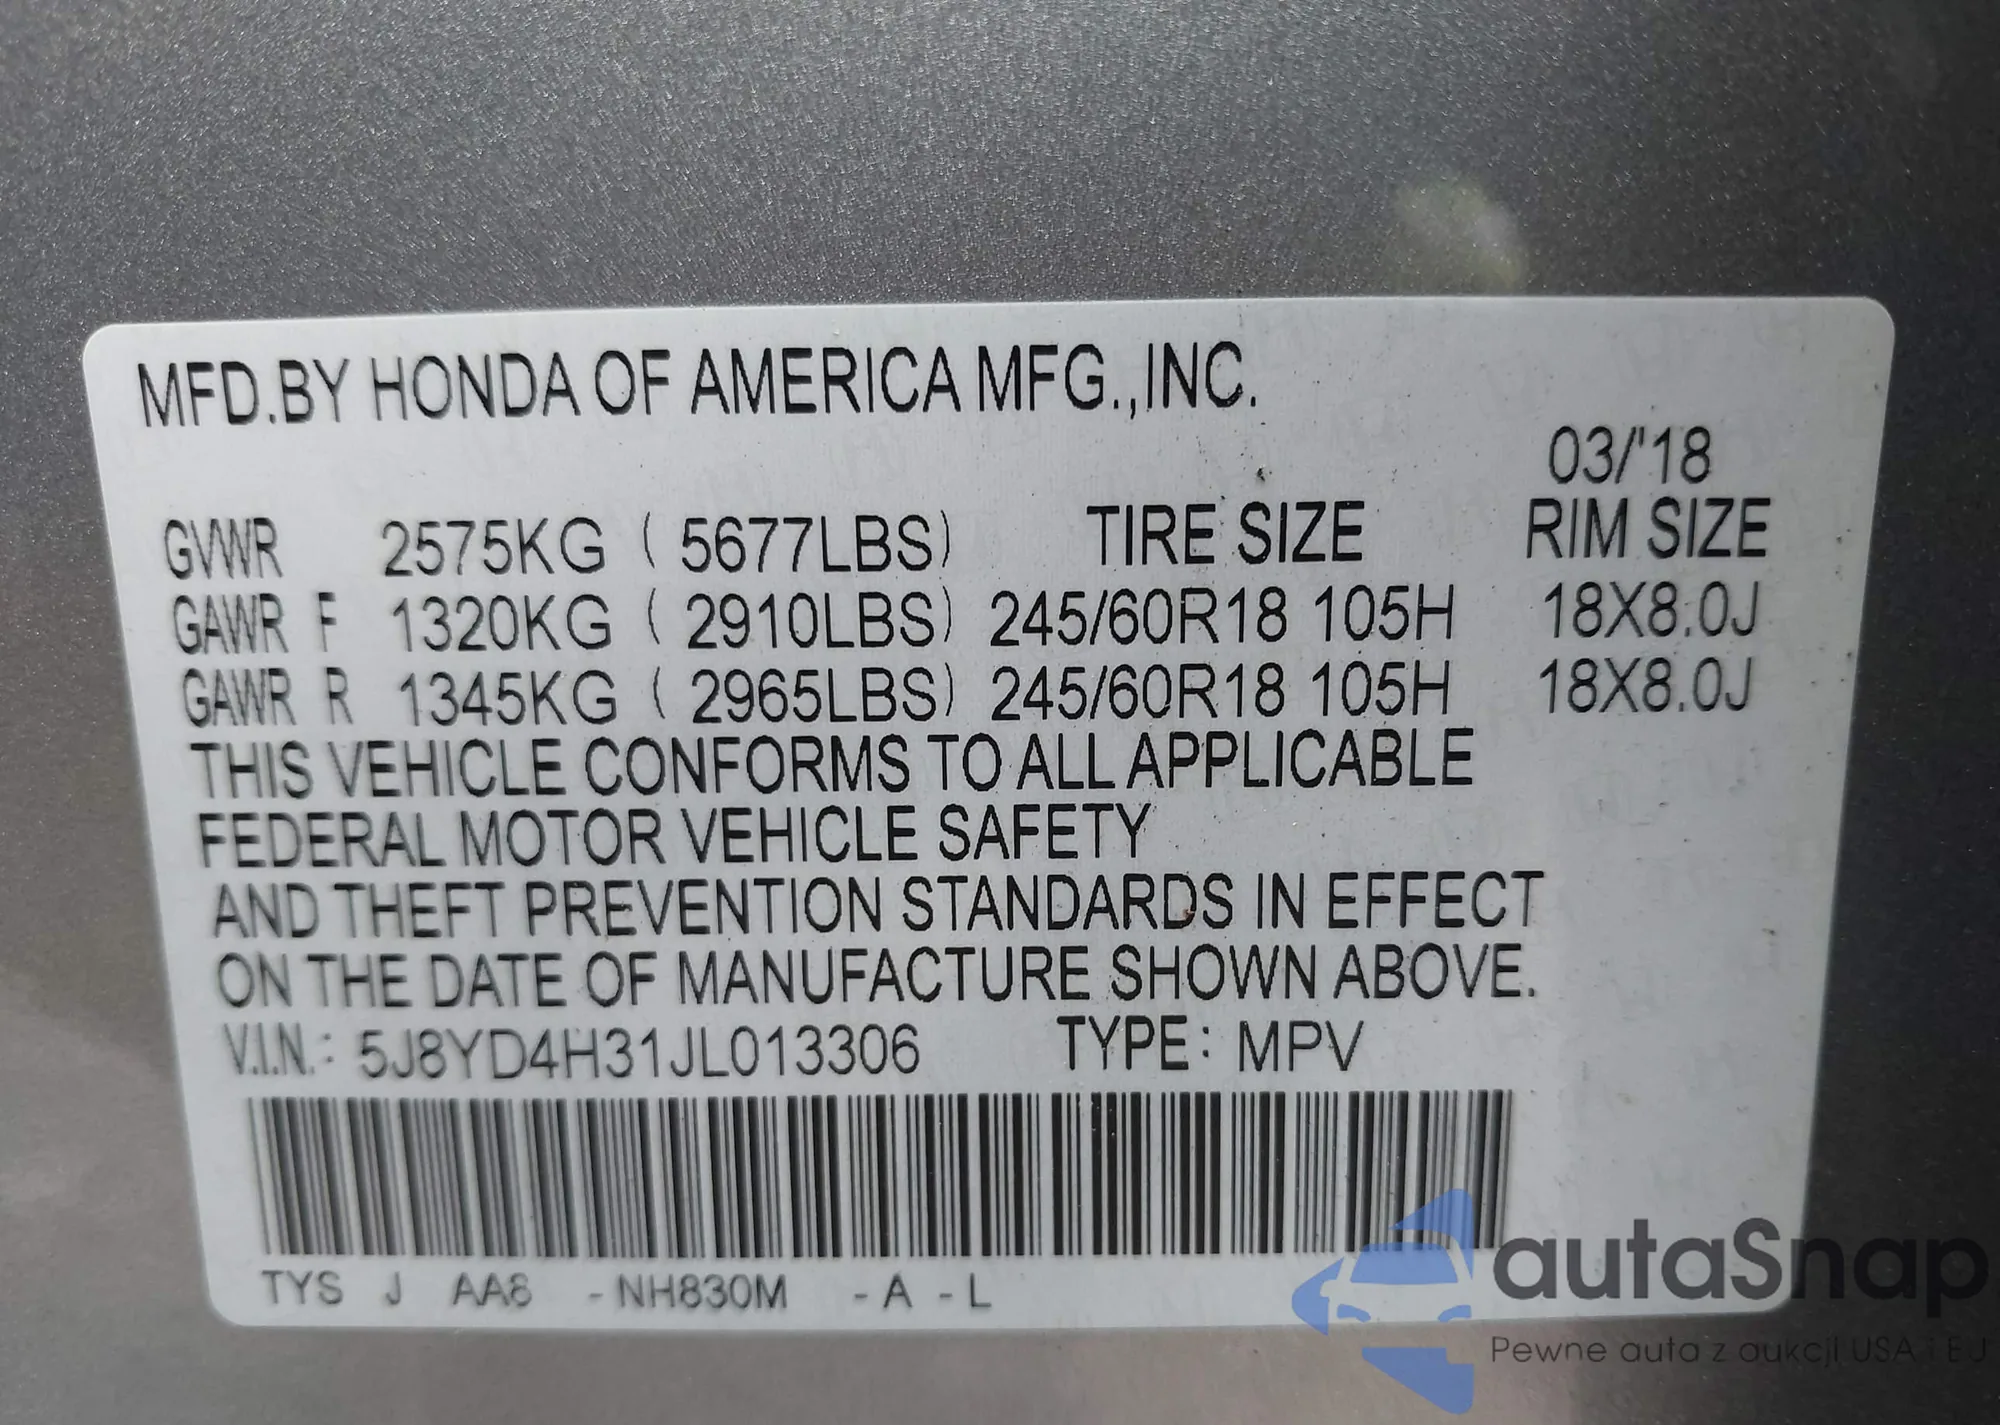 MFD.BY HONDA OF AMERICA MFG.,INC.
03/'18
GVWR 2575KG ( 5677LBS) TIRE SIZE RIM SIZE
GAWR F 1320KG ( 2910LBS) 245/60R18 105H 18X8.0J
GAWR R 1345KG ( 2965LBS) 245/60R18 105H 18X8.0J
THIS VEHICLE CONFORMS TO ALL APPLICABLE
FEDERAL MOTOR VEHICLE SAFETY
AND THEFT PREVENTION STANDARDS IN EFFECT
ON THE DATE OF MANUFACTURE SHOWN ABOVE.
V.I.N.: 5J8YD4H31JL013306 TYPE: MPV
TYS J AA8 -NH830M -A -L
autaSnap
Pewne auta z aukcji USA i EU